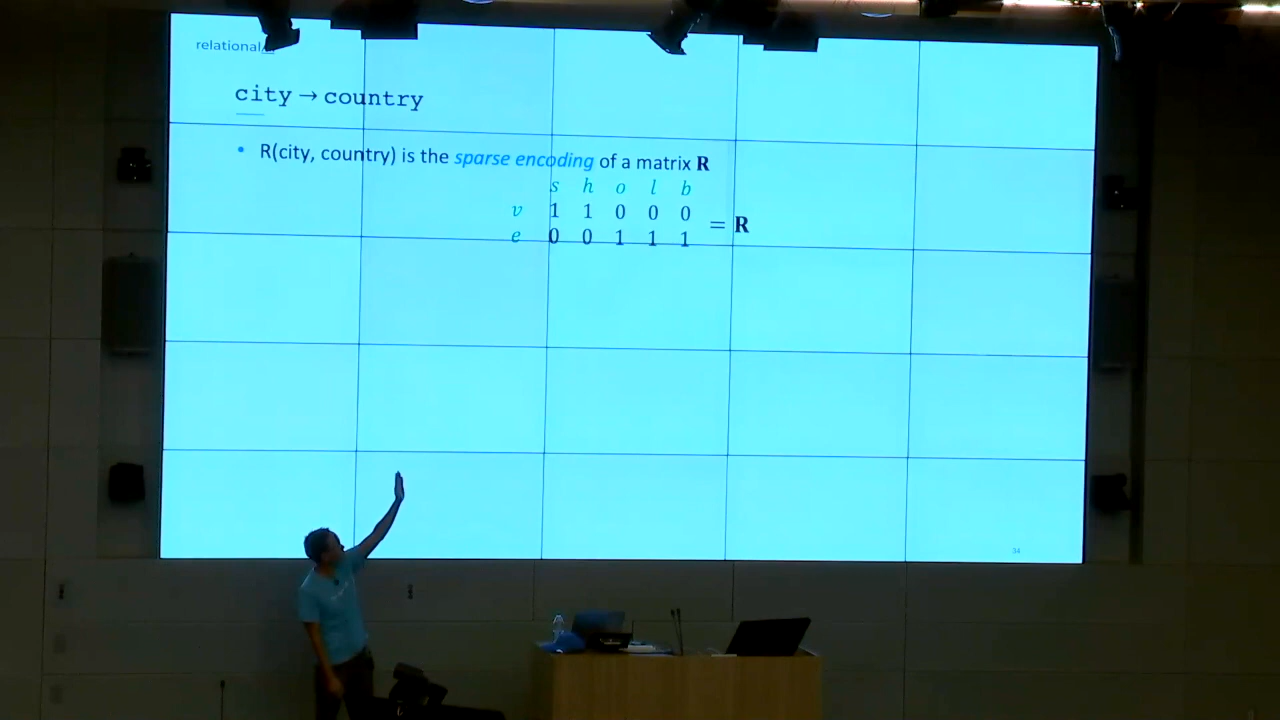 relational
city → country
• R(city, country) is the sparse encoding of a matrix R
s h o l b
v 1 1 0 0 0
= R
e 0 0 1 1 1
34